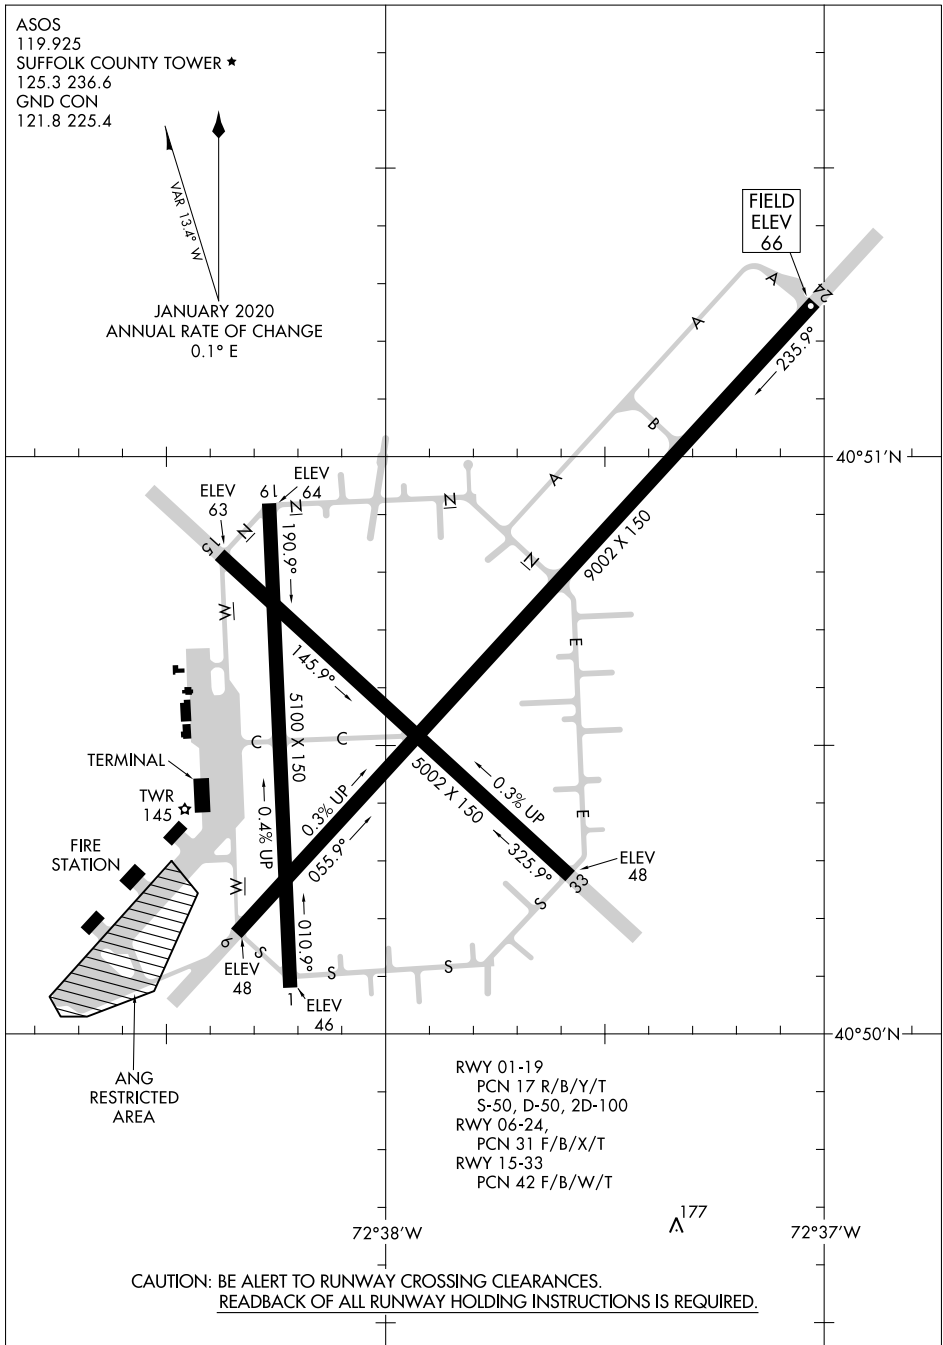 ASOS
119.925
SUFFOLK COUNTY TOWER
125.3 236.6
GND CON
121.8 225.4
VAR 13.4° W
JANUARY 2020
ANNUAL RATE OF CHANGE
0.1° E
FIELD
ELEV
66
A
24
A
235.9°
B
40°51'N
A
ELEV
63
19
ELEV
64
N
N
N
15
190.9°
9002 X 150
N
W
E
145.9°
5100 X 150
C
C
TERMINAL
5002 X 150
0.3% UP
TWR
145
0.4% UP
0.3% UP
E
FIRE
STATION
055.9°
325.9°
ELEV
48
33
W
S
6
S
010.9°
S
S
ELEV
48
1
ELEV
46
40°50'N
ANG
RESTRICTED
AREA
RWY 01-19
PCN 17 R/B/Y/T
S-50, D-50, 2D-100
RWY 06-24,
PCN 31 F/B/X/T
RWY 15-33
PCN 42 F/B/W/T
177
72°38'W
72°37'W
CAUTION: BE ALERT TO RUNWAY CROSSING CLEARANCES.
READBACK OF ALL RUNWAY HOLDING INSTRUCTIONS IS REQUIRED.